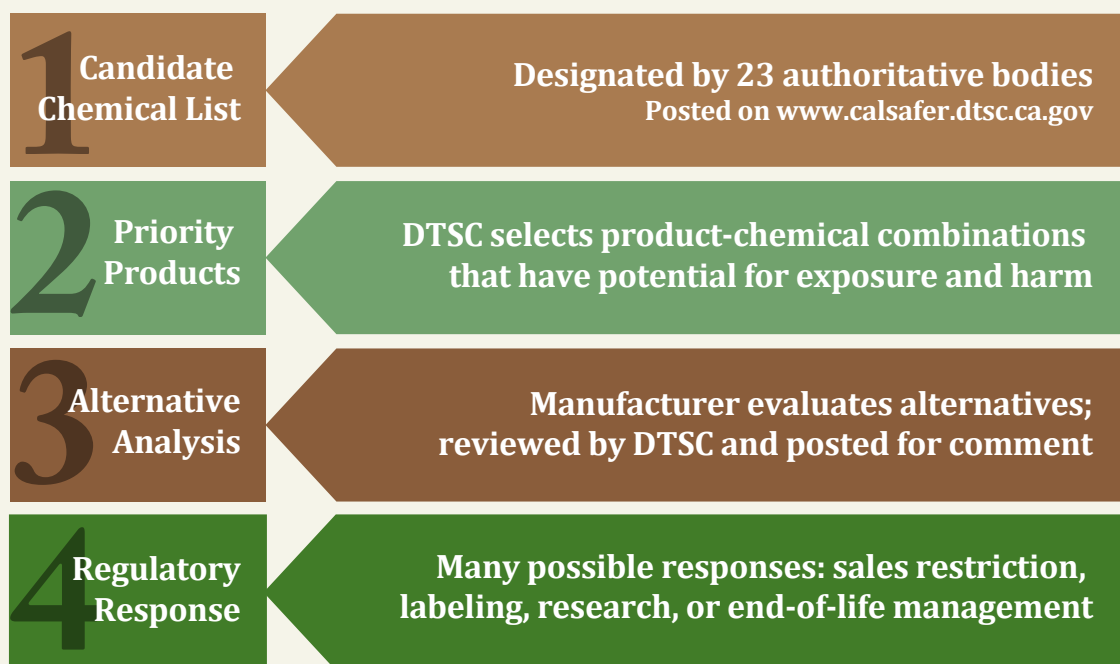 1
Candidate
Chemical List
Designated by 23 authoritative bodies
Posted on www.calsafer.dtsc.ca.gov
2
Priority
Products
DTSC selects product-chemical combinations
that have potential for exposure and harm
3
Alternative
Analysis
Manufacturer evaluates alternatives;
reviewed by DTSC and posted for comment
4
Regulatory
Response
Many possible responses: sales restriction,
labeling, research, or end-of-life management